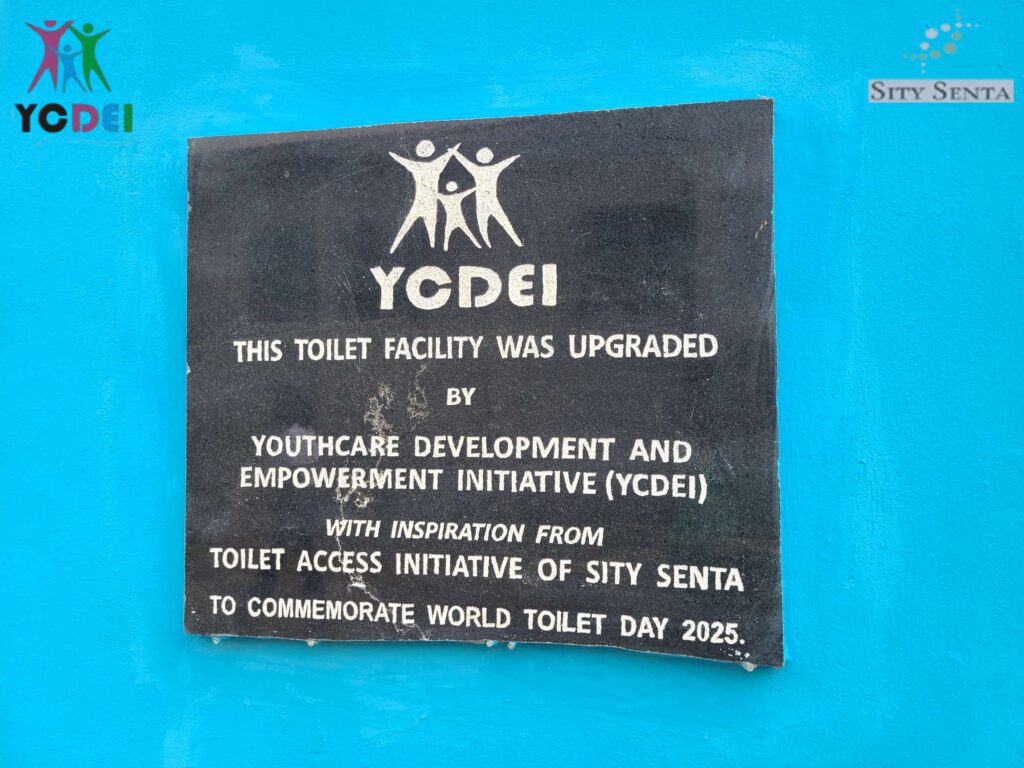 YCDEI
SITY SENTA
YCDEI
THIS TOILET FACILITY WAS UPGRADED
BY
YOUTHCARE DEVELOPMENT AND
EMPOWERMENT INITIATIVE (YCDEI)
WITH INSPIRATION FROM
TOILET ACCESS INITIATIVE OF SITY SENTA
TO COMMEMORATE WORLD TOILET DAY 2025.